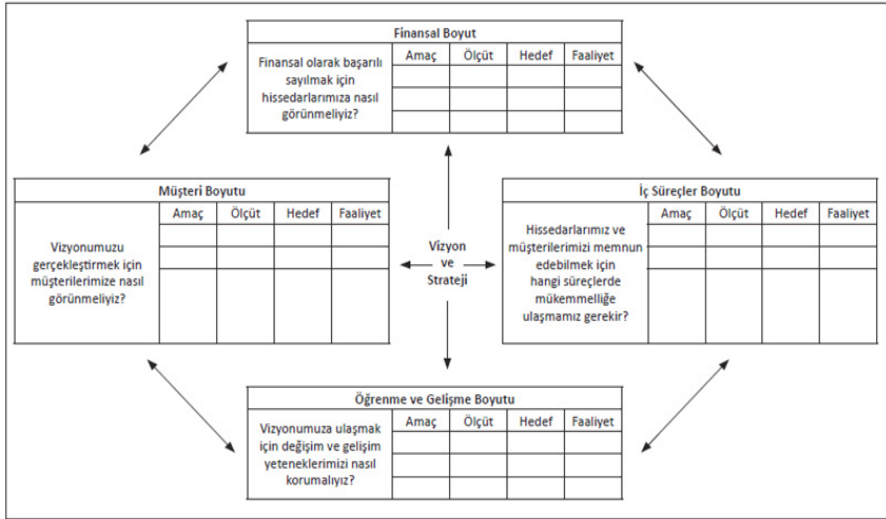 Finansal Boyut
Finansal olarak başarılı
sayılmak için
hissedarlarımıza nasıl
görünmeliyiz?
Amaç Ölçüt Hedef Faaliyet
Müşteri Boyutu
Vizyonumuzu
gerçekleştirmek için
müşterilerimize nasıl
görünmeliyiz?
Amaç Ölçüt Hedef Faaliyet
Vizyon
ve
Strateji
İç Süreçler Boyutu
Hissedarlarımız ve
müşterilerimizi memnun
edebilmek için
hangi süreçlerde
mükemmelliğe
ulaşmamız gerekir?
Amaç Ölçüt Hedef Faaliyet
Öğrenme ve Gelişme Boyutu
Vizyonumuza ulaşmak
için değişim ve gelişim
yeteneklerimizi nasıl
korumalıyız?
Amaç Ölçüt Hedef Faaliyet